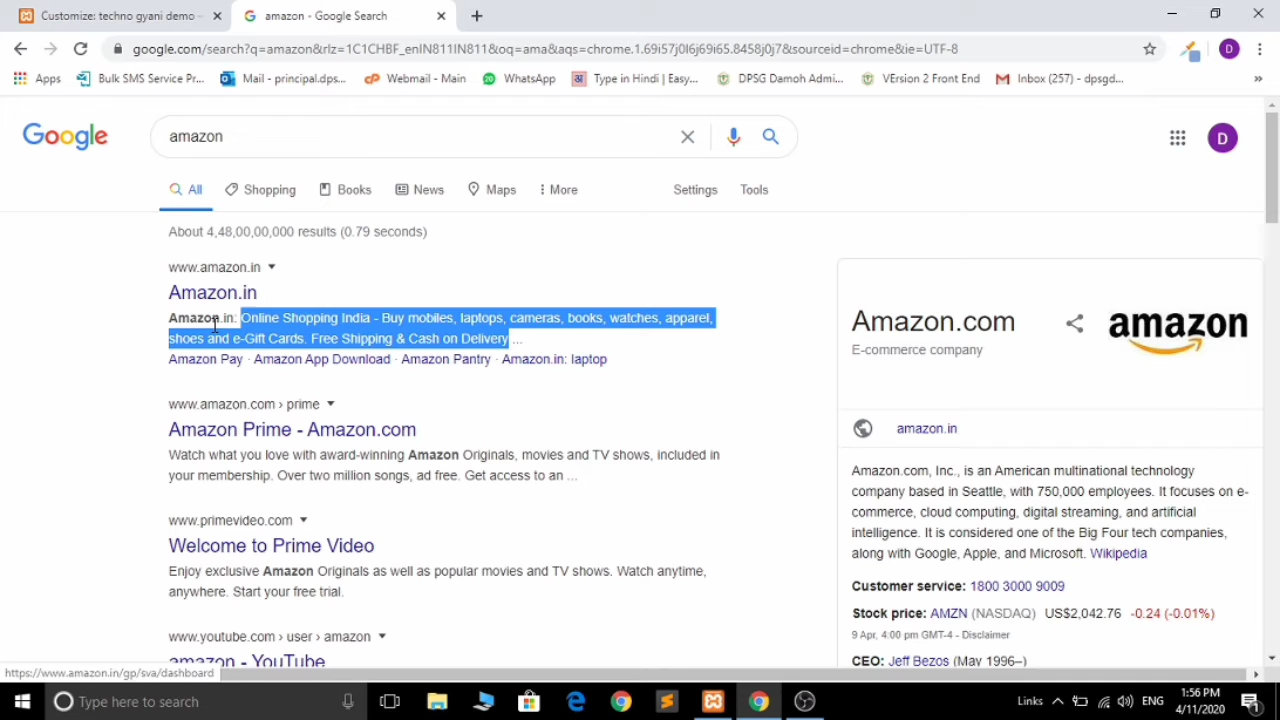 Customize: techno gyani demo -
amazon - Google Search
google.com/search?q=amazon&rlz=1C1CHBF_enIN811IN811&oq=ama&aqs=chrome.1.69i57j0l6j69i65.8458j0j7&sourceid=chrome&ie=UTF-8
D
Apps
Bulk SMS Service Pr...
Mail - principal.dps...
Webmail - Main
WhatsApp
Type in Hindi | Easy...
DPSG Damoh Admi...
VErsion 2 Front End
Inbox (257) - dpsgd...
Google
amazon
D
All
Shopping
Books
News
Maps
More
Settings
Tools
About 4,48,00,00,000 results (0.79 seconds)
www.amazon.in
Amazon.in
Amazon.in: Online Shopping India - Buy mobiles, laptops, cameras, books, watches, apparel,
shoes and e-Gift Cards. Free Shipping & Cash on Delivery ...
Amazon Pay · Amazon App Download · Amazon Pantry · Amazon.in: laptop
www.amazon.com › prime
Amazon Prime - Amazon.com
Watch what you love with award-winning Amazon Originals, movies and TV shows, included in
your membership. Over two million songs, ad free. Get access to an ...
www.primevideo.com
Welcome to Prime Video
Enjoy exclusive Amazon Originals as well as popular movies and TV shows. Watch anytime,
anywhere. Start your free trial.
www.youtube.com › user › amazon
amazon - YouTube
Amazon.com
E-commerce company
amazon
amazon.in
Amazon.com, Inc., is an American multinational technology
company based in Seattle, with 750,000 employees. It focuses on e-
commerce, cloud computing, digital streaming, and artificial
intelligence. It is considered one of the Big Four tech companies,
along with Google, Apple, and Microsoft. Wikipedia
Customer service: 1800 3000 9009
Stock price: AMZN (NASDAQ) US$2,042.76 -0.24 (-0.01%)
9 Apr, 4:00 pm GMT-4 - Disclaimer
CEO: Jeff Bezos (May 1996–)
https://www.amazon.in/gp/sva/dashboard
Type here to search
Links
ENG
1:56 PM
4/11/2020
1